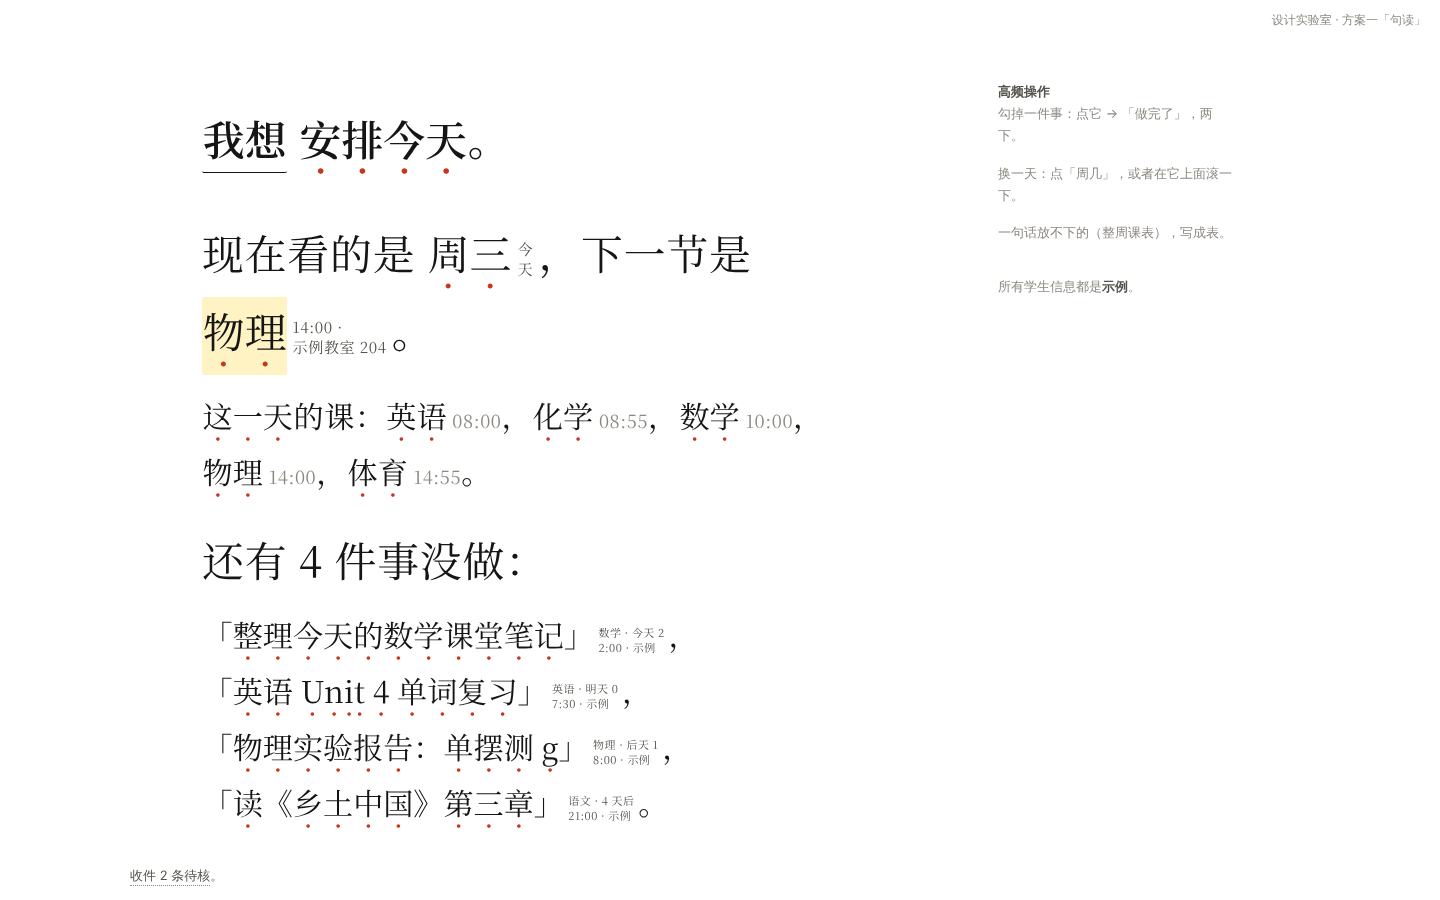 设计实验室 · 方案一「句读」
我想 安排今天。
现在看的是 周三 今天，下一节是
物理 14:00 · 示例教室 204 。
这一天的课：英语 08:00，化学 08:55，数学 10:00，
物理 14:00，体育 14:55。
还有 4 件事没做：
「整理今天的数学课堂笔记」 数学 · 今天 22:00 · 示例 ，
「英语 Unit 4 单词复习」 英语 · 明天 07:30 · 示例 ，
「物理实验报告：单摆测 g」 物理 · 后天 18:00 · 示例 ，
「读《乡土中国》第三章」 语文 · 4 天后 21:00 · 示例 。
收件 2 条待核。
高频操作
勾掉一件事：点它 → 「做完了」，两
下。
换一天：点「周几」，或者在它上面滚一
下。
一句话放不下的（整周课表），写成表。
所有学生信息都是示例。